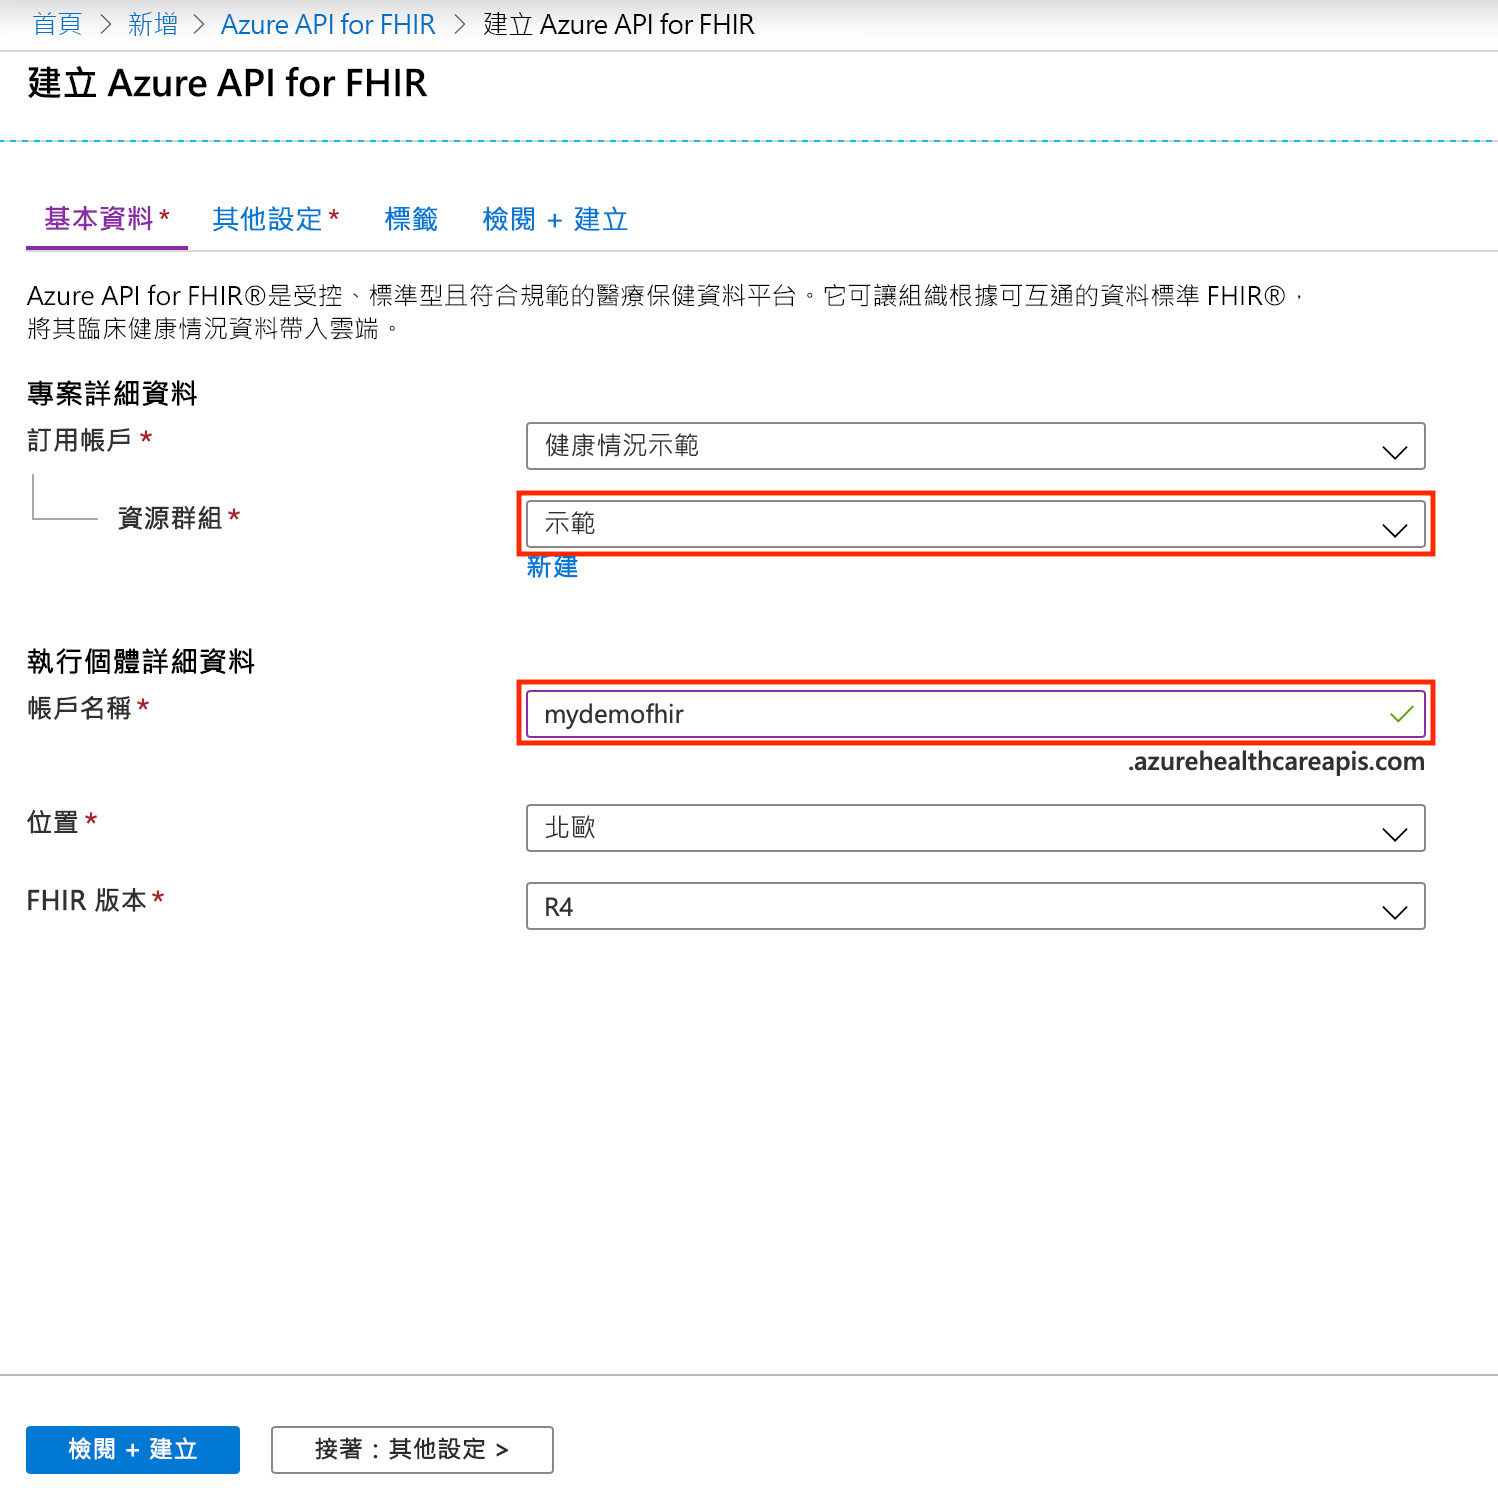 首頁 > 新增 > Azure API for FHIR > 建立 Azure API for FHIR
建立 Azure API for FHIR
基本資料* 其他設定* 標籤 檢閱 + 建立
Azure API for FHIR®是受控、標準型且符合規範的醫療保健資料平台。它可讓組織根據可互通的資料標準 FHIR®，
將其臨床健康情況資料帶入雲端。
專案詳細資料
訂用帳戶 * 健康情況示範
資源群組 * 示範
新建
執行個體詳細資料
帳戶名稱 * mydemofhir
.azurehealthcareapis.com
位置 * 北歐
FHIR 版本 * R4
檢閱 + 建立 接著：其他設定 >